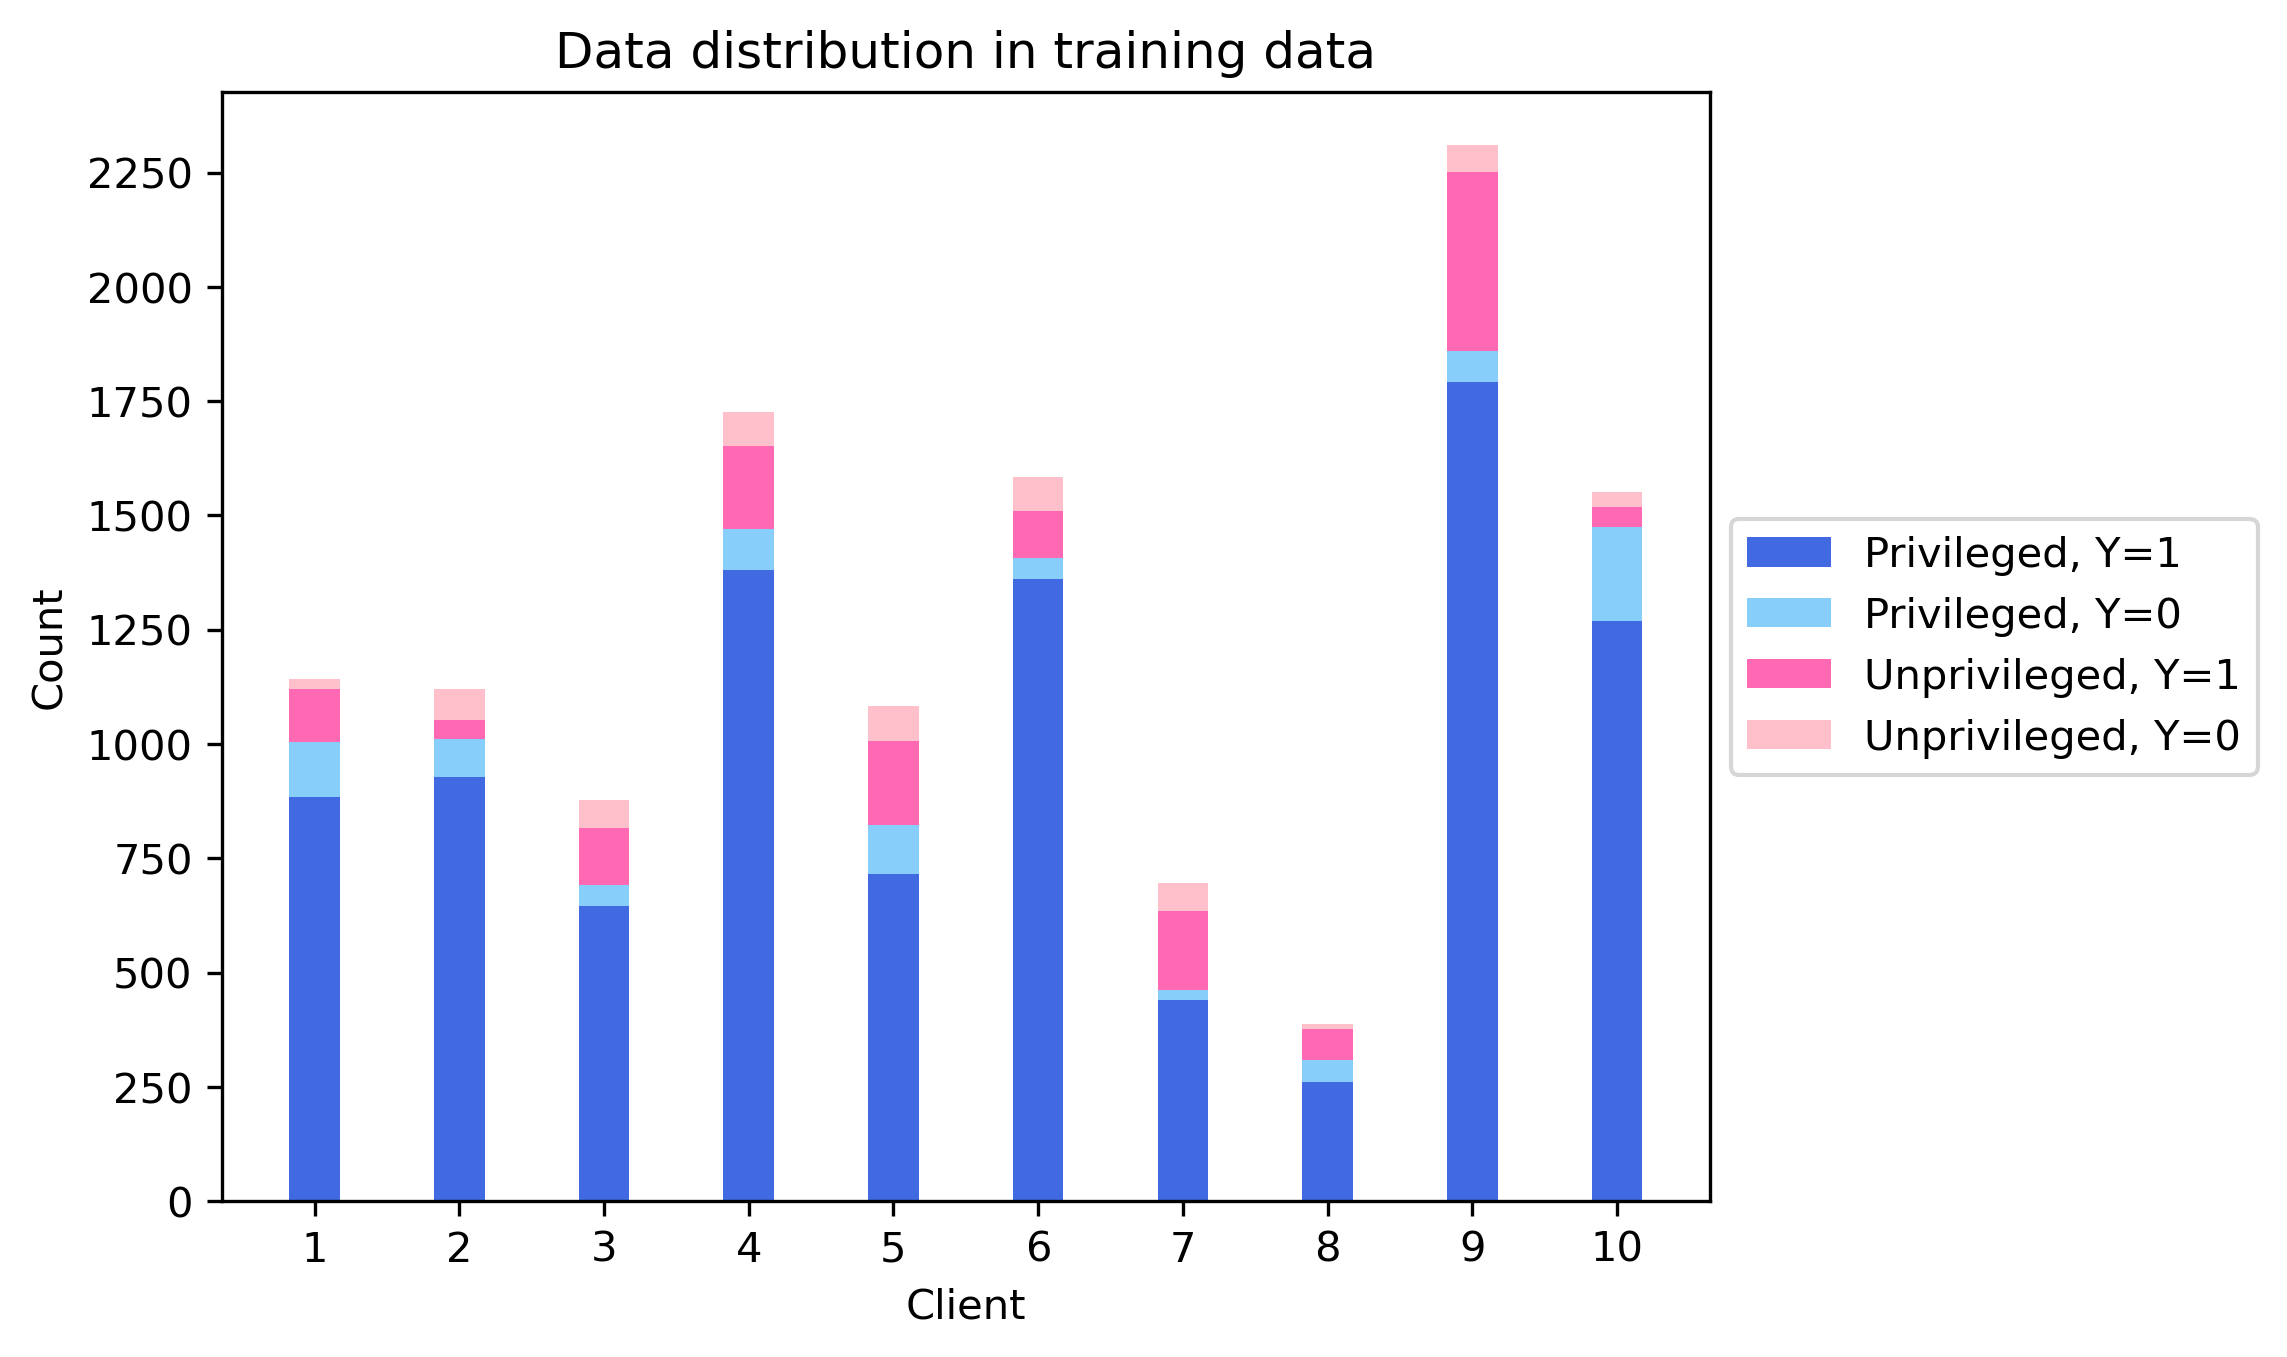 Data distribution in training data
Count
2250
2000
1750
1500
1250
1000
750
500
250
0
1 2 3 4 5 6 7 8 9 10
Client
Privileged, Y=1
Privileged, Y=0
Unprivileged, Y=1
Unprivileged, Y=0